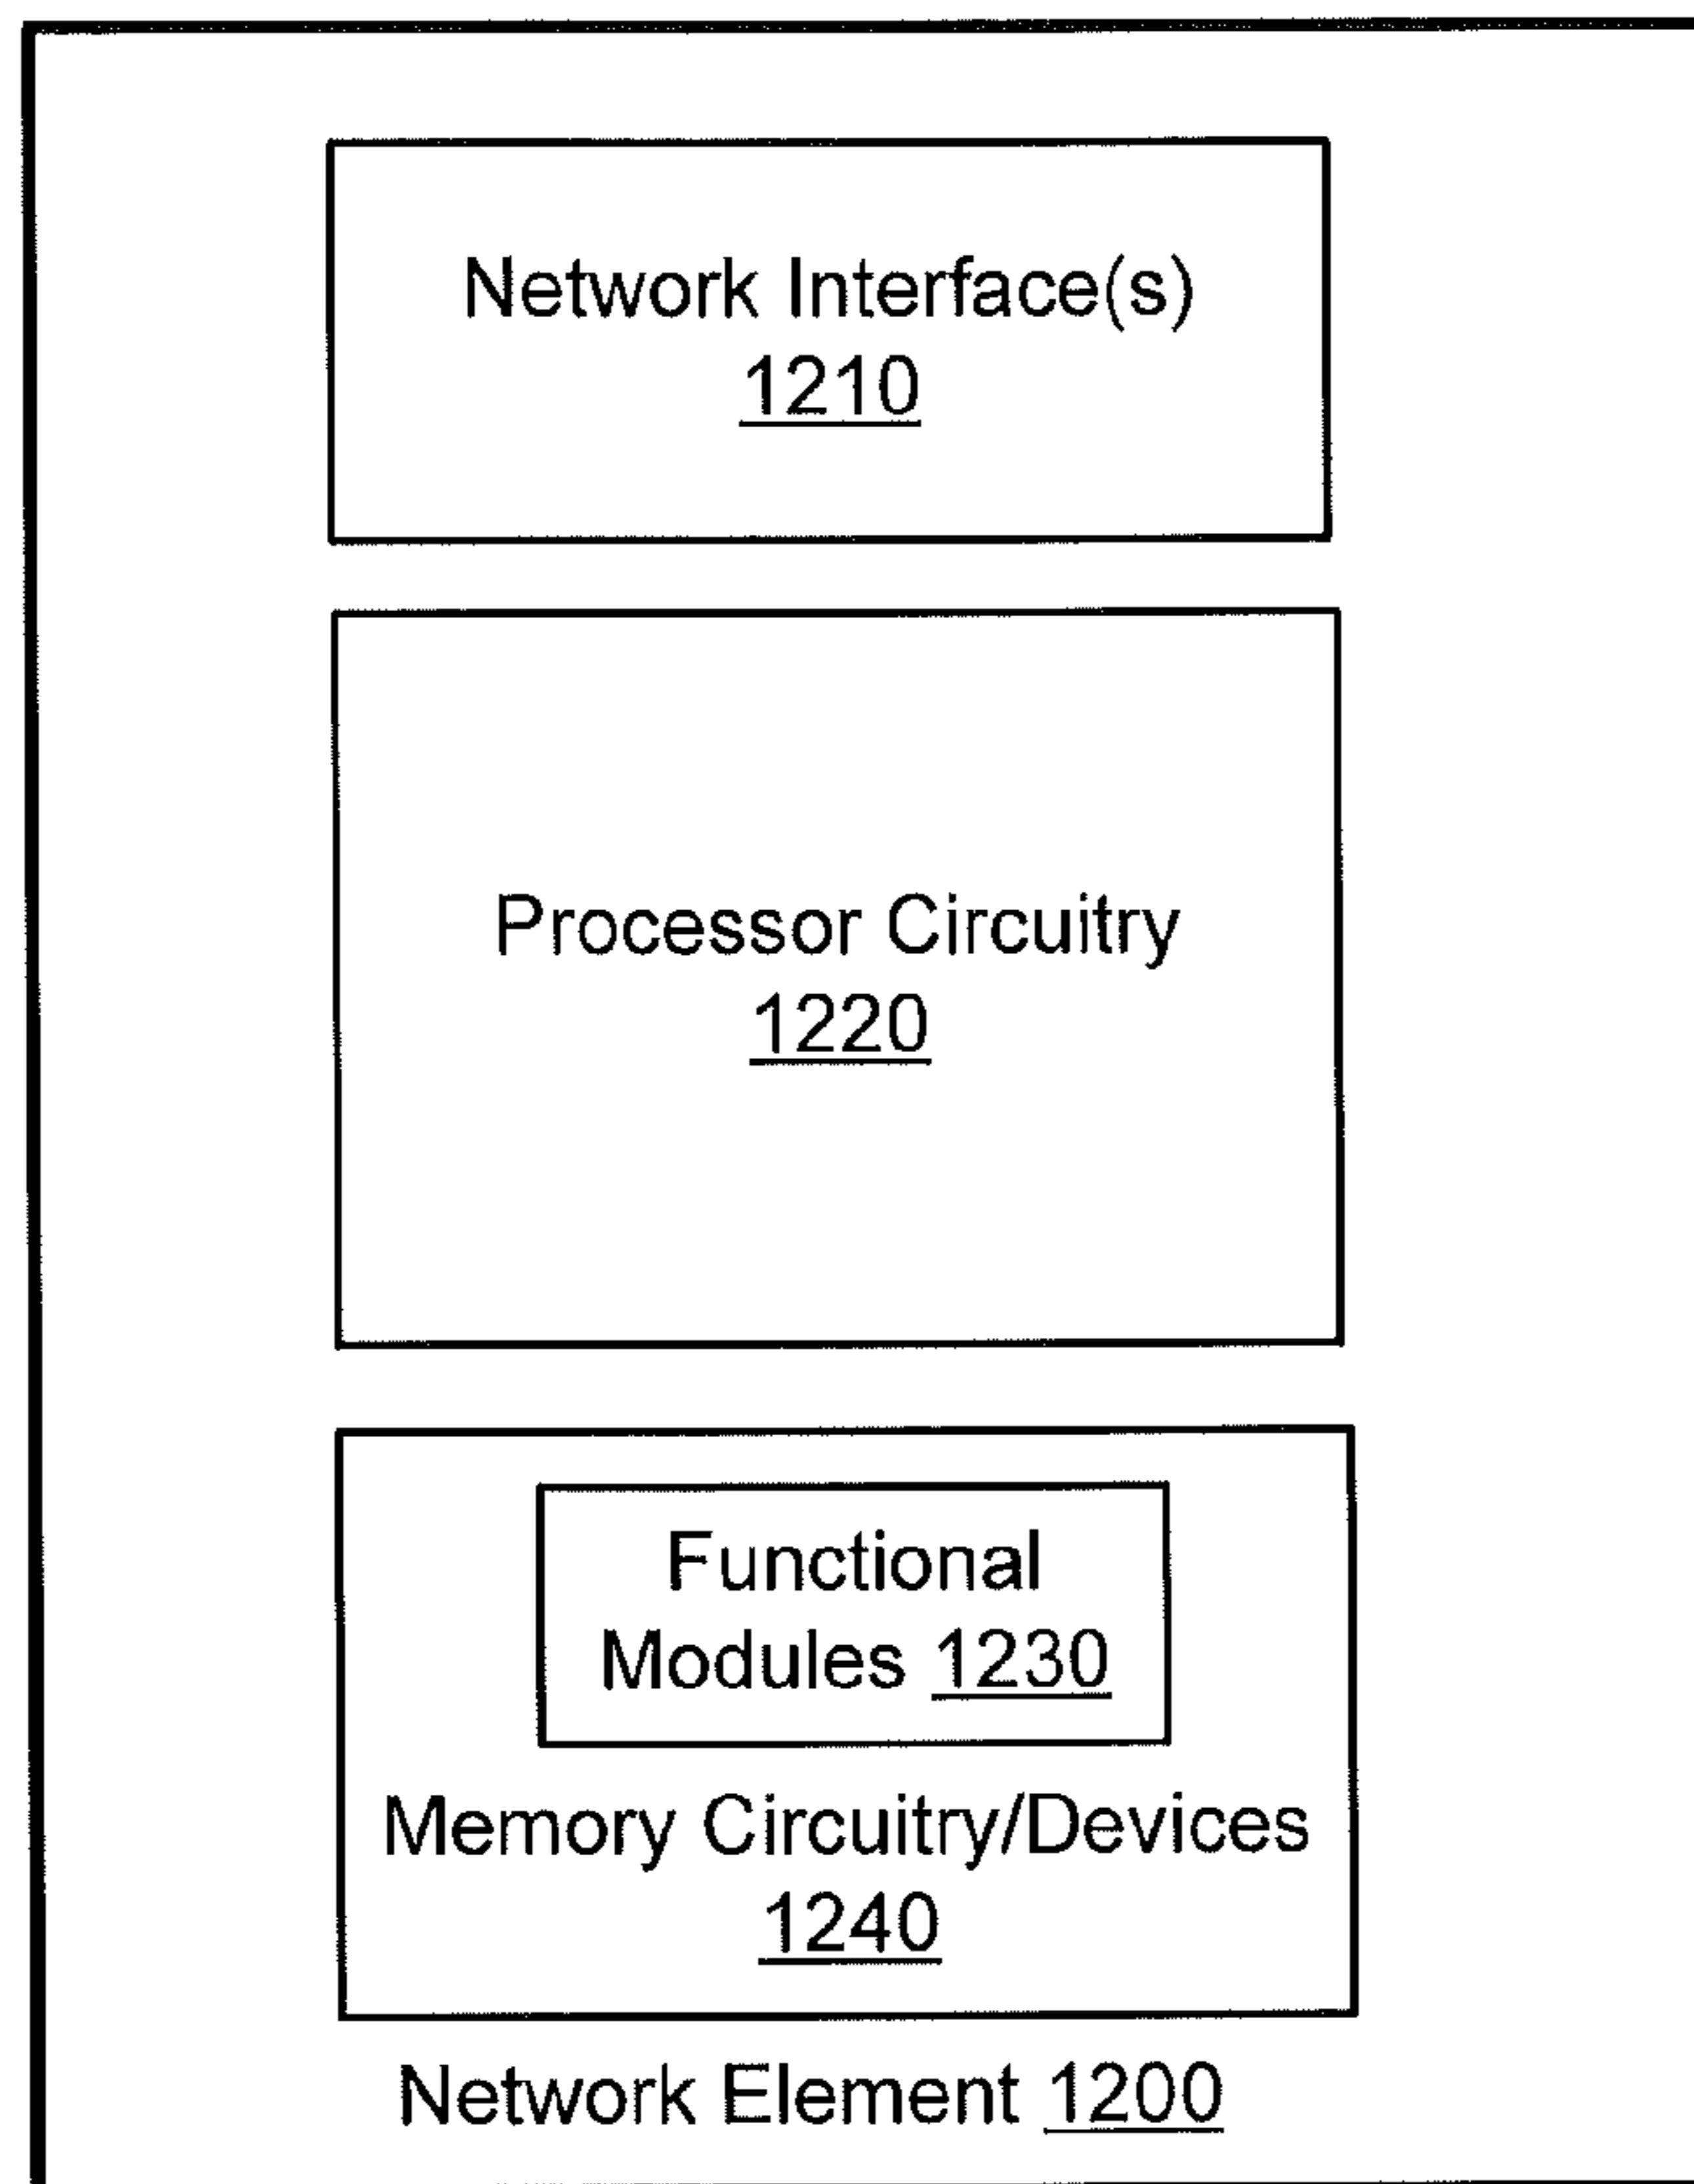 Network Interface(s)
1210
Processor Circuitry
1220
Functional
Modules 1230
Memory Circuitry/Devices
1240
Network Element 1200